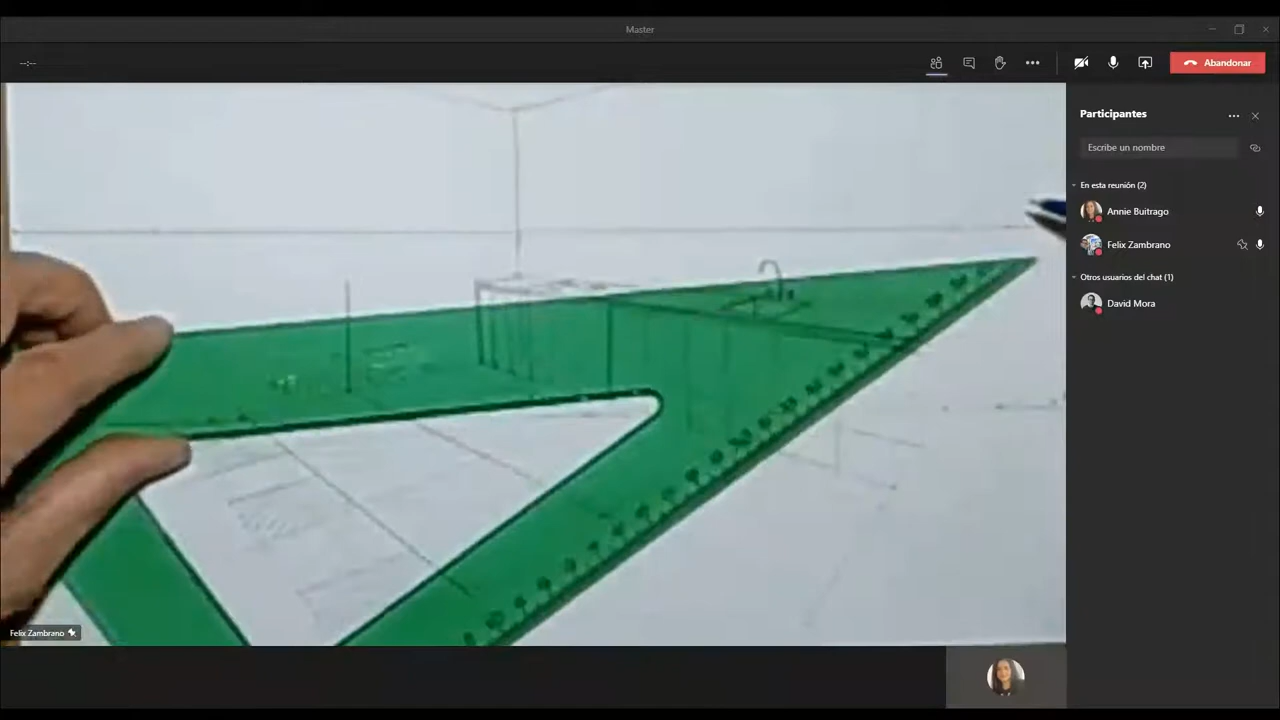 Master
--:--
Abandonar
Participantes
Escribe un nombre
En esta reunión (2)
Annie Buitrago
Felix Zambrano
Otros usuarios del chat (1)
David Mora
Felix Zambrano